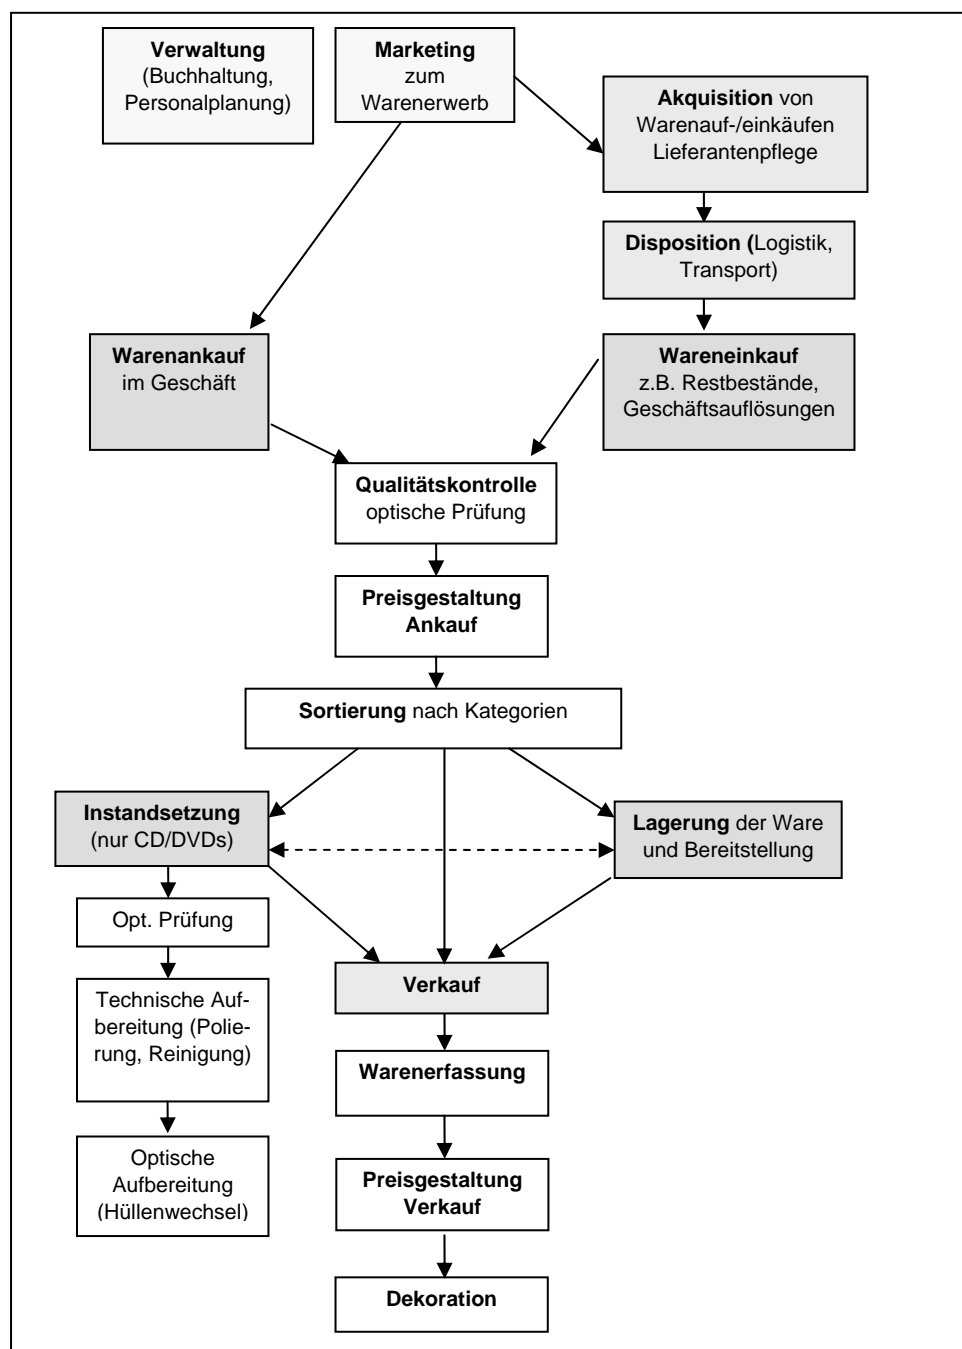 Verwaltung
(Buchhaltung,
Personalplanung)
Marketing
zum
Warenerwerb
Akquisition von
Warenauf-/einkäufen
Lieferantenpflege
Disposition (Logistik,
Transport)
Warenankauf
im Geschäft
Wareneinkauf
z.B. Restbestände,
Geschäftsauflösungen
Qualitätskontrolle
optische Prüfung
Preisgestaltung
Ankauf
Sortierung nach Kategorien
Instandsetzung
(nur CD/DVDs)
Lagerung der Ware
und Bereitstellung
Opt. Prüfung
Technische Auf-
bereitung (Polie-
rung, Reinigung)
Optische
Aufbereitung
(Hüllenwechsel)
Verkauf
Warenerfassung
Preisgestaltung
Verkauf
Dekoration